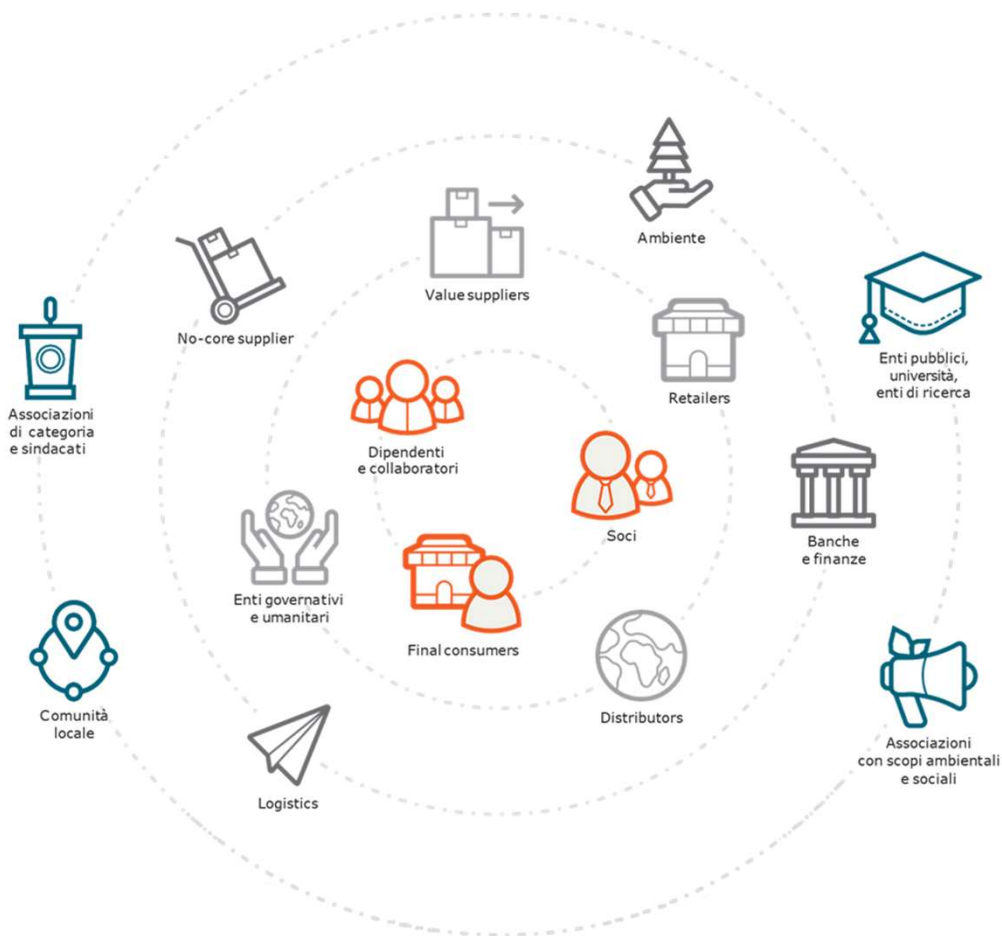 Ambiente
Value suppliers
No-core supplier
Enti pubblici,
università,
enti di ricerca
Retailers
Associazioni
di categoria
e sindacati
Dipendenti
e collaboratori
Soci
Banche
e finanze
Enti governativi
e umanitari
Final consumers
Distributors
Comunità
locale
Associazioni
con scopi ambientali
e sociali
Logistics